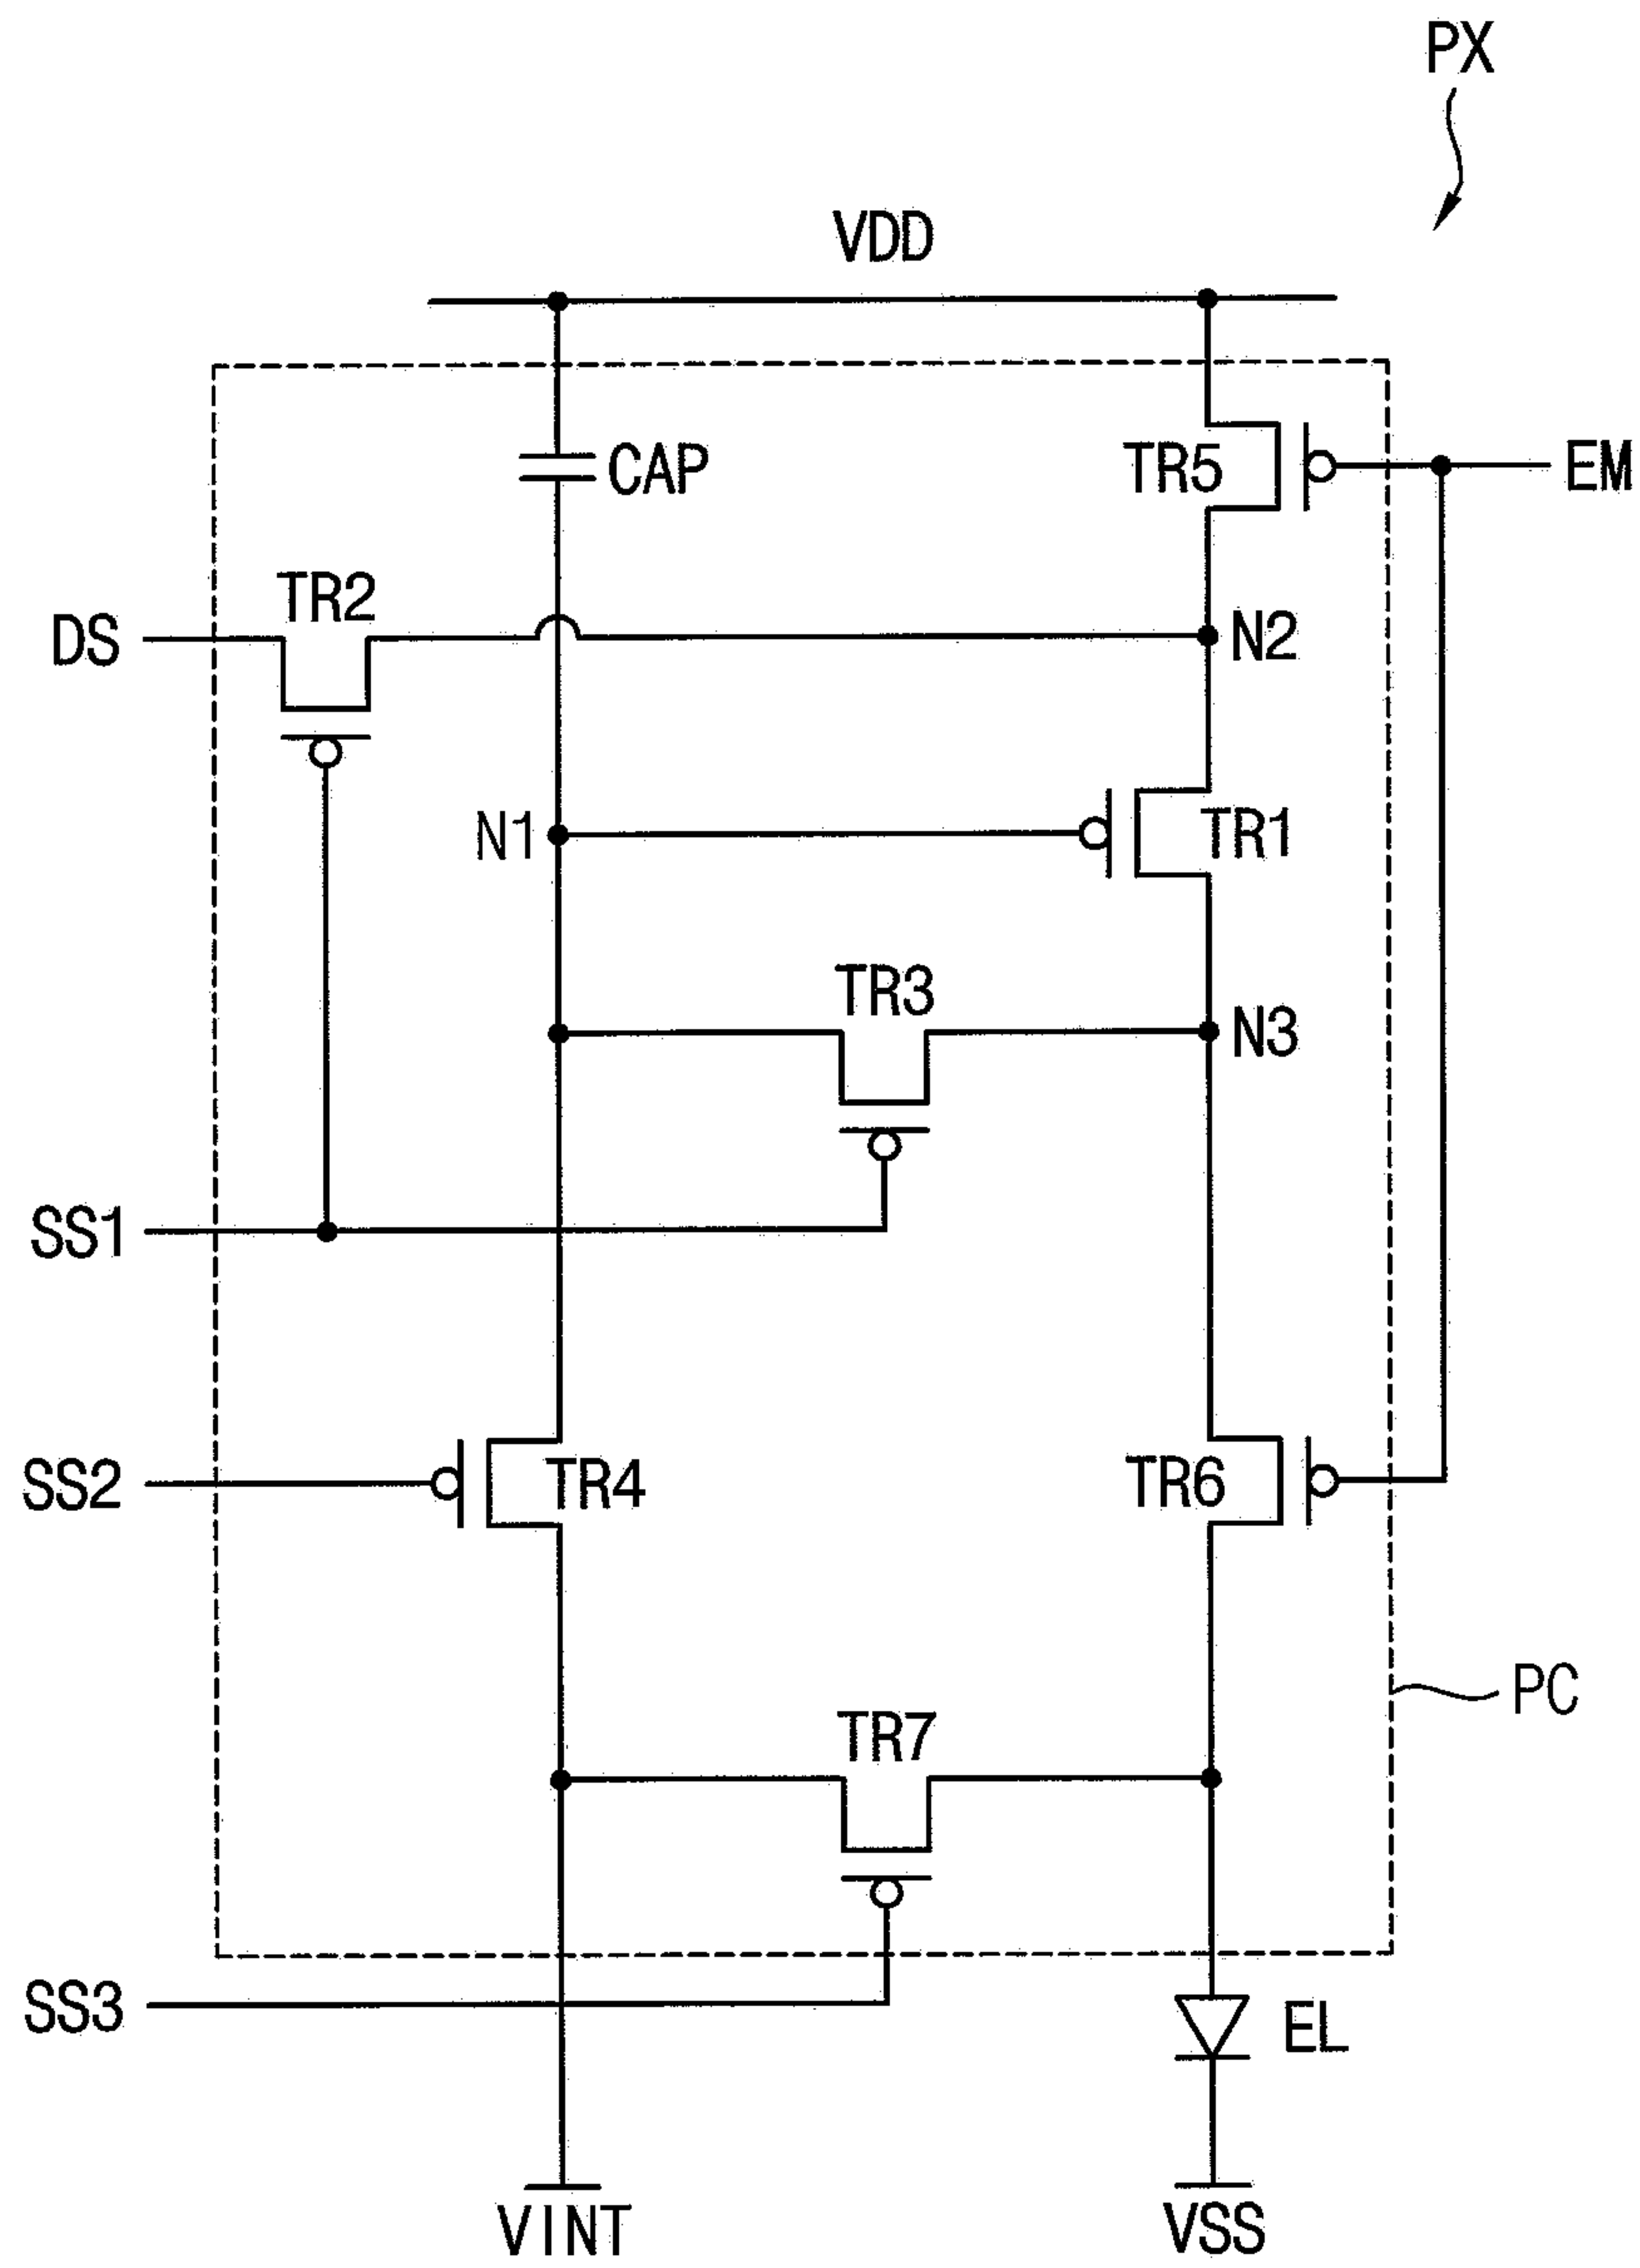 PX
VDD
CAP
TR5
EM
TR2
DS
N2
N1
TR1
TR3
N3
SS1
SS2
TR4
TR6
PC
TR7
SS3
EL
VINT
VSS